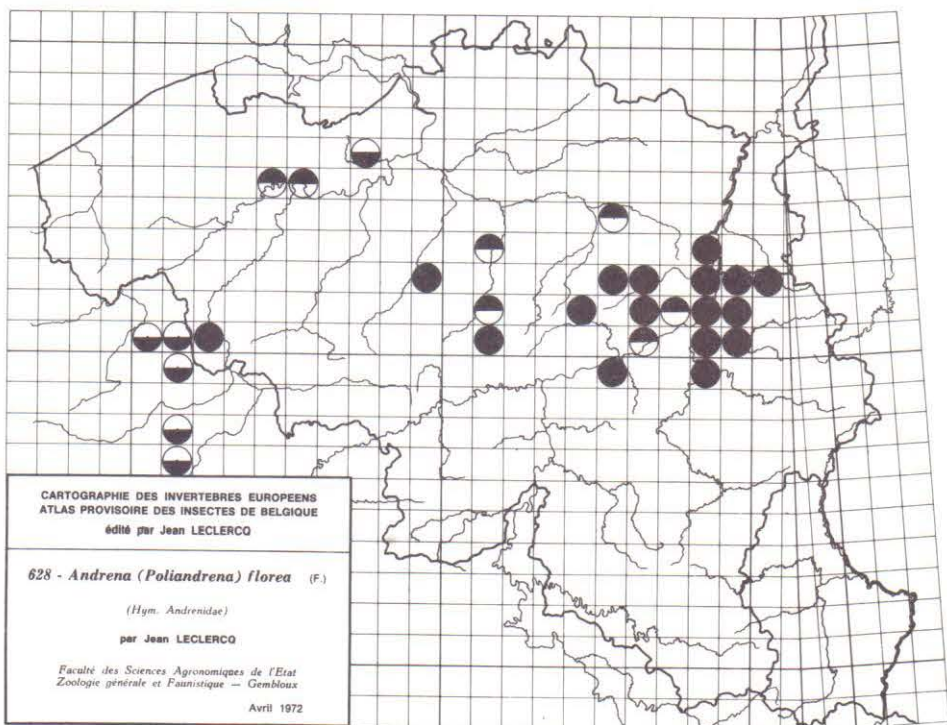 CARTOGRAPHIE DES INVERTEBRES EUROPEENS
ATLAS PROVISOIRE DES INSECTES DE BELGIQUE
édité par Jean LECLERCQ
628 - Andrena (Poliandrena) florea (F.)
(Hym. Andrenidae)
par Jean LECLERCQ
Faculté des Sciences Agronomiques de l'Etat
Zoologie générale et Faunistique — Gembloux
Avril 1972